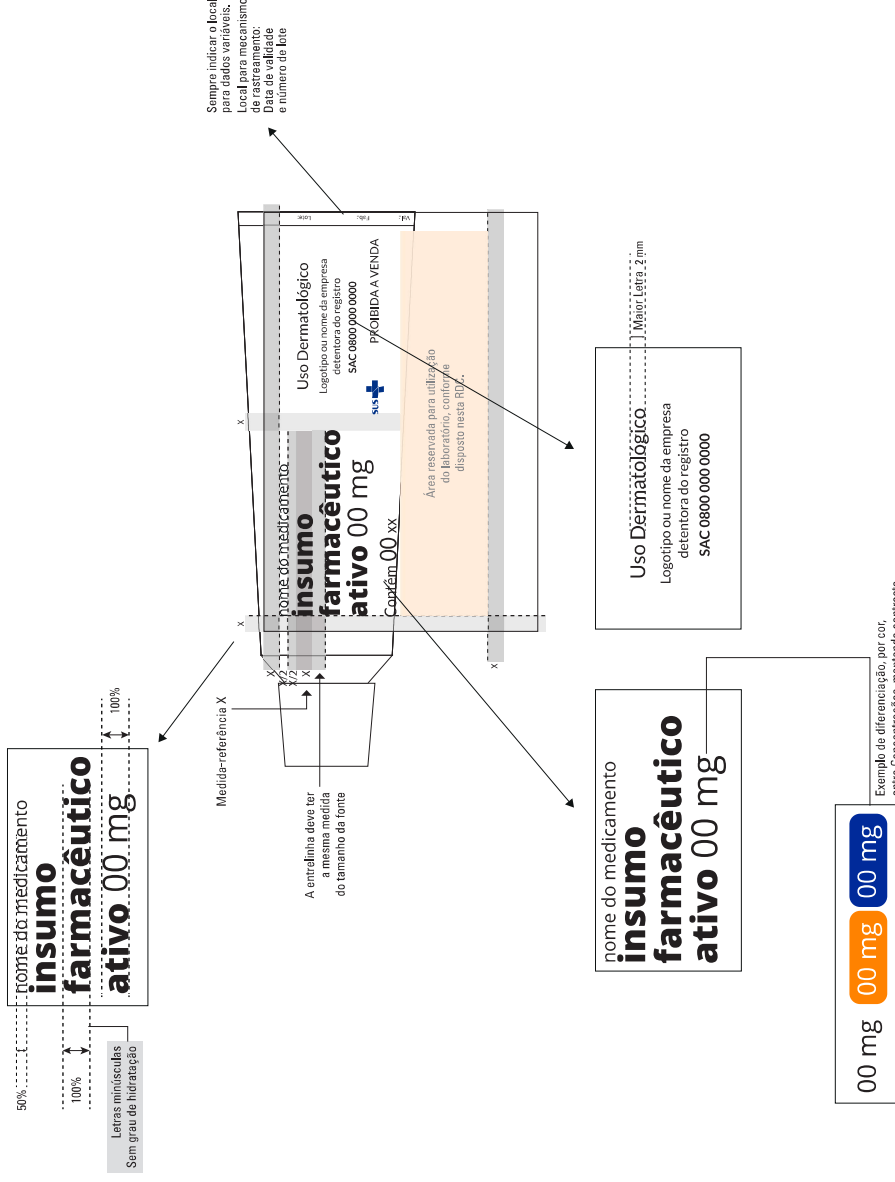 50%
nome do medicamento
insumo
farmacêutico
ativo 00 mg
100%
100%
Letras minúsculas
Sem grau de hidratação
Medida-referência X
A entrelinha deve ter
a mesma medida
do tamanho da fonte
X
X/2
X/2
X
x
x
x
nome do medicamento
insumo
farmacêutico
ativo 00 mg
Contém 00 xx
Uso Dermatológico
Logotipo ou nome da empresa
detentora do registro
SAC 0800 000 0000
SUS
PROIBIDA A VENDA
Lote:
Fab.:
Val.:
Área reservada para utilização
do laboratório, conforme
disposto nesta RDC.
Sempre indicar o local
para dados variáveis.
Local para mecanismo
de rastreamento:
Data de validade
e número de lote
nome do medicamento
insumo
farmacêutico
ativo 00 mg
Uso Dermatológico
Logotipo ou nome da empresa
detentora do registro
SAC 0800 000 0000
Maior Letra 2 mm
00 mg
00 mg
00 mg
Exemplo de diferenciação, por cor,